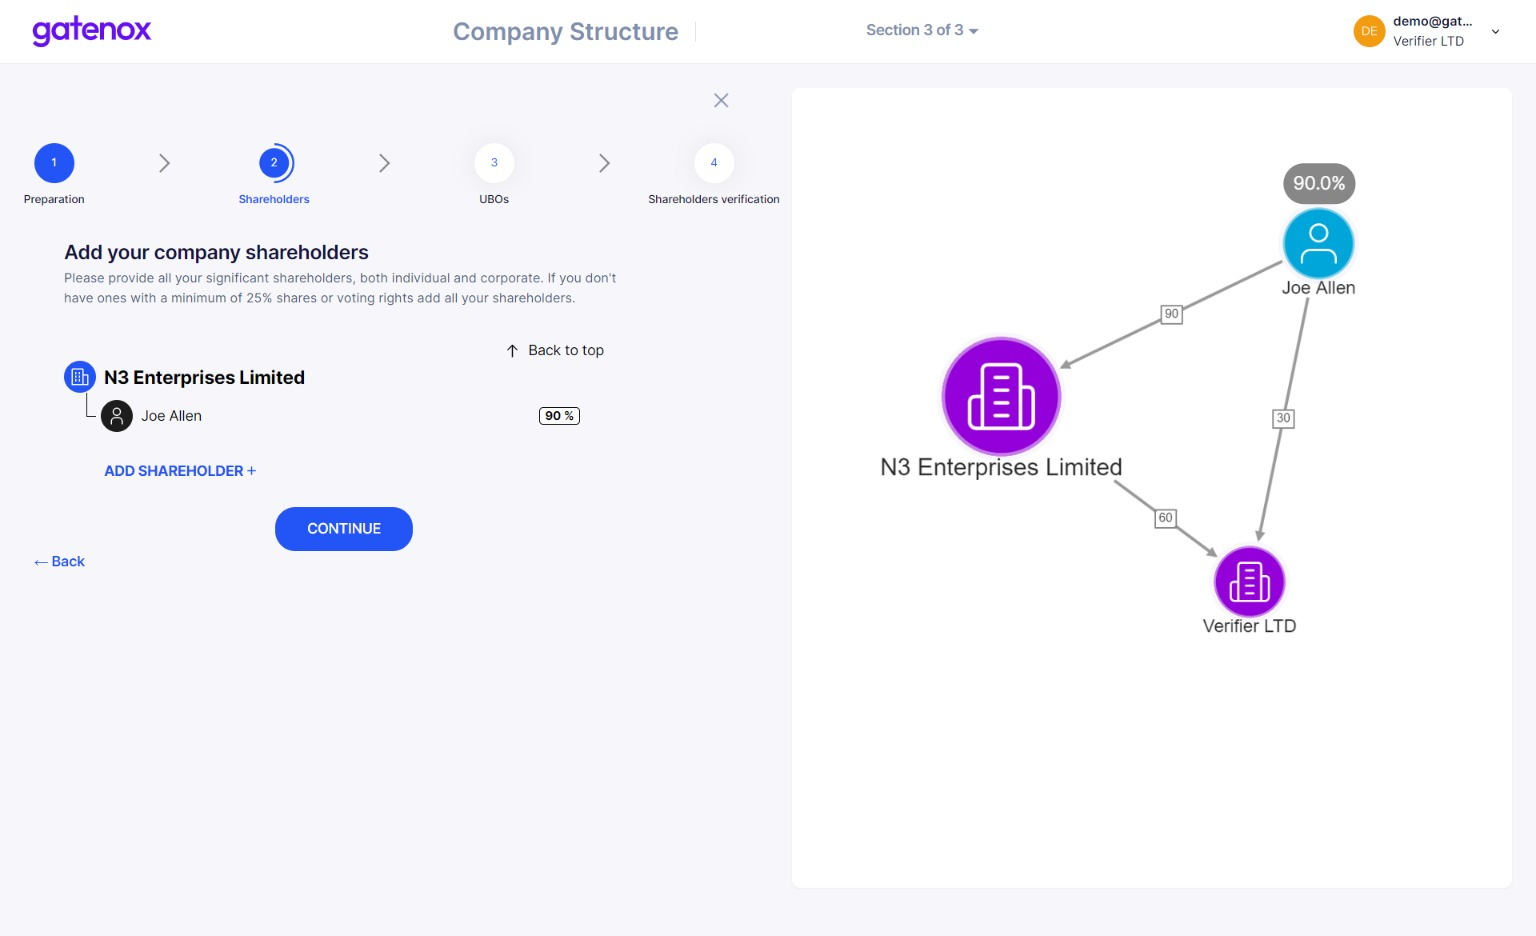 gatenox
Company Structure
Section 3 of 3
DE
demo@gat...
Verifier LTD
1
2
3
4
Preparation
Shareholders
UBOs
Shareholders verification
Add your company shareholders
Please provide all your significant shareholders, both individual and corporate. If you don't
have ones with a minimum of 25% shares or voting rights add all your shareholders.
↑ Back to top
N3 Enterprises Limited
Joe Allen
90 %
ADD SHAREHOLDER +
CONTINUE
← Back
90.0%
Joe Allen
90
30
N3 Enterprises Limited
60
Verifier LTD